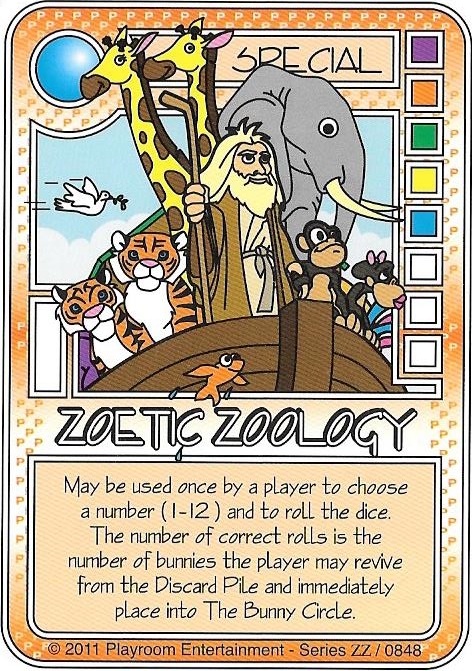 SPECIAL
ZOETIC ZOOLOGY
May be used once by a player to choose
a number (1-12) and to roll the dice.
The number of correct rolls is the
number of bunnies the player may revive
from the Discard Pile and immediately
place into The Bunny Circle.
© 2011 Playroom Entertainment - Series ZZ / 0848